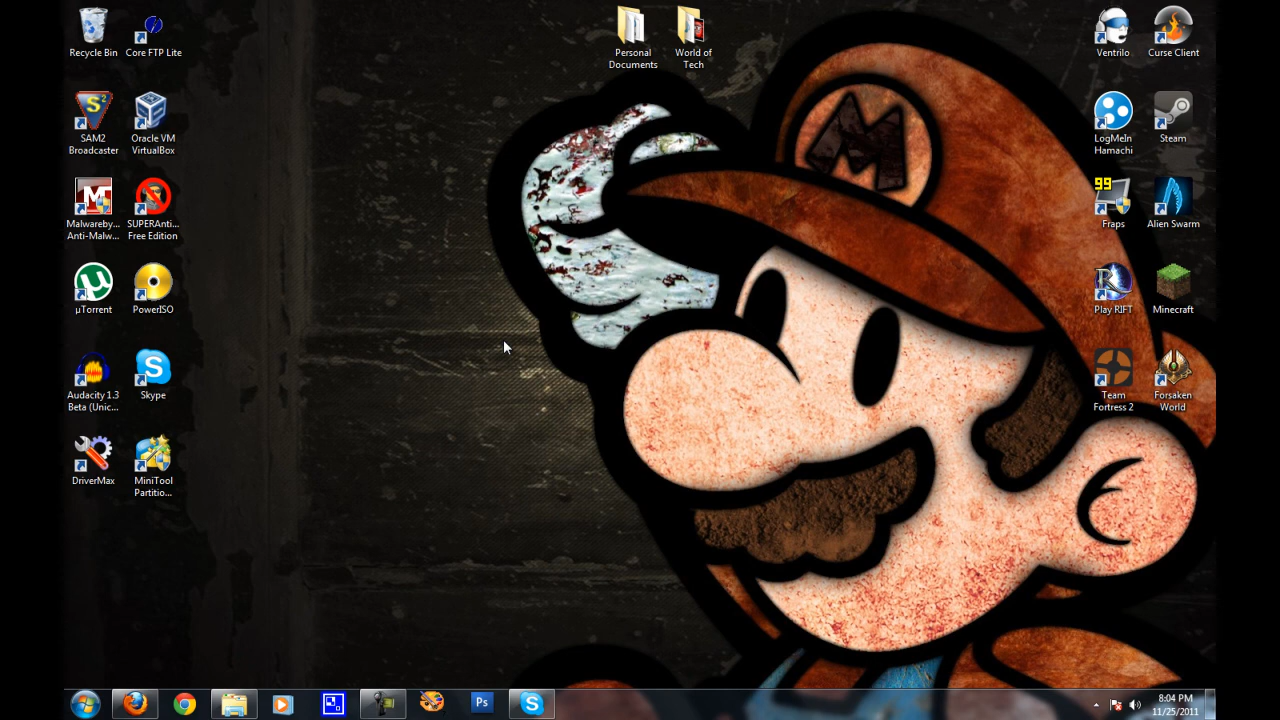 Recycle Bin
Core FTP Lite
Personal
Documents
World of
Tech
Ventrilo
Curse Client
SAM2
Broadcaster
Oracle VM
VirtualBox
LogMeIn
Hamachi
Steam
Malwareby...
Anti-Malw...
SUPERAnti...
Free Edition
99
Fraps
Alien Swarm
µTorrent
PowerISO
Play RIFT
Minecraft
Audacity 1.3
Beta (Unic...
Skype
Team
Fortress 2
Forsaken
World
DriverMax
MiniTool
Partitio...
M
Ps
8:04 PM
11/25/2011